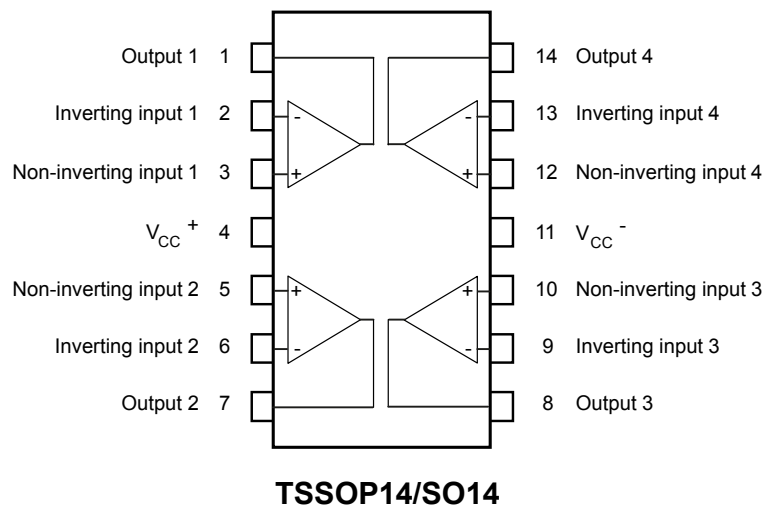 Output 1 1 14 Output 4
Inverting input 1 2 - - 13 Inverting input 4
Non-inverting input 1 3 + + 12 Non-inverting input 4
VCC + 4 11 VCC -
Non-inverting input 2 5 + + 10 Non-inverting input 3
Inverting input 2 6 - - 9 Inverting input 3
Output 2 7 8 Output 3
TSSOP14/SO14